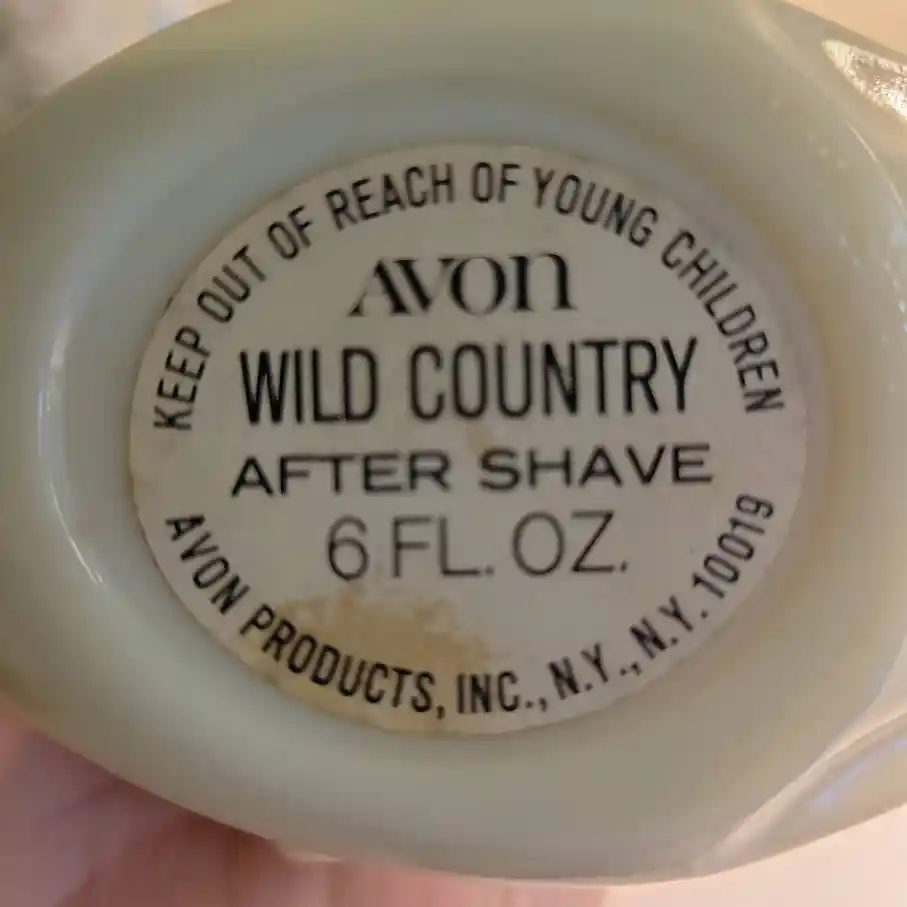 KEEP OUT OF REACH OF YOUNG CHILDREN
AVON
WILD COUNTRY
AFTER SHAVE
6 FL. OZ.
AVON PRODUCTS, INC., N.Y., N.Y. 10019